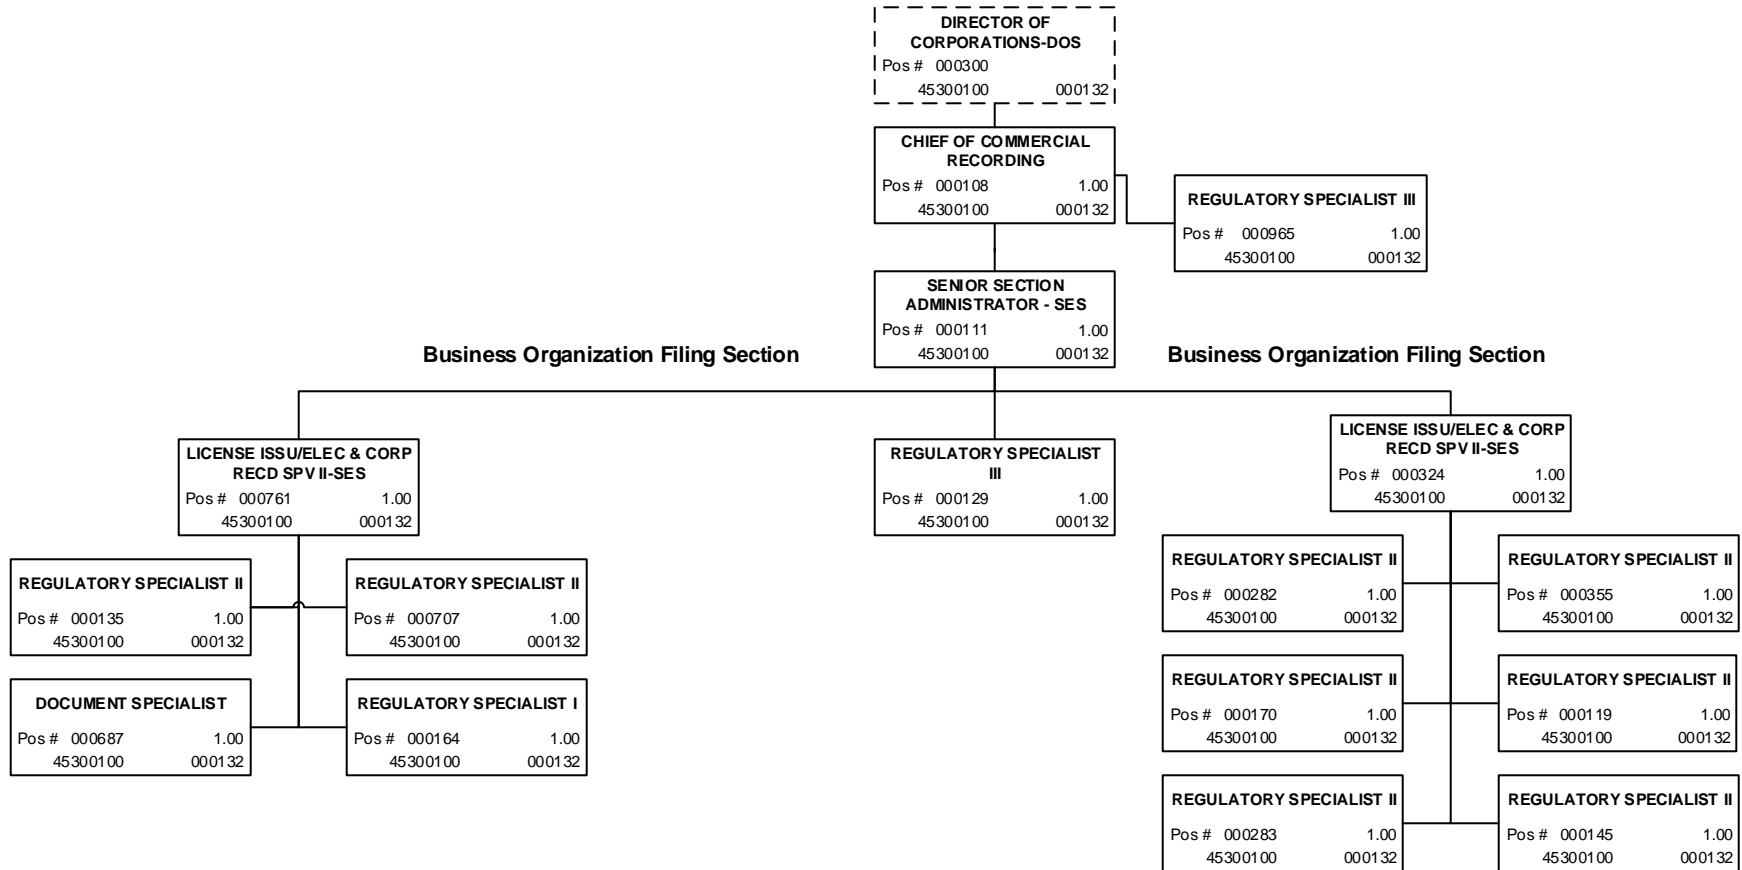 DIRECTOR OF
CORPORATIONS-DOS
Pos # 000300
45300100 000132
CHIEF OF COMMERCIAL
RECORDING
Pos # 000108 1.00
45300100 000132
REGULATORY SPECIALIST III
Pos # 000965 1.00
45300100 000132
SENIOR SECTION
ADMINISTRATOR - SES
Pos # 000111 1.00
45300100 000132
Business Organization Filing Section
Business Organization Filing Section
LICENSE ISSU/ELEC & CORP
RECD SPV II-SES
Pos # 000761 1.00
45300100 000132
REGULATORY SPECIALIST
III
Pos # 000129 1.00
45300100 000132
LICENSE ISSU/ELEC & CORP
RECD SPV II-SES
Pos # 000324 1.00
45300100 000132
REGULATORY SPECIALIST II
Pos # 000135 1.00
45300100 000132
REGULATORY SPECIALIST II
Pos # 000707 1.00
45300100 000132
DOCUMENT SPECIALIST
Pos # 000687 1.00
45300100 000132
REGULATORY SPECIALIST I
Pos # 000164 1.00
45300100 000132
REGULATORY SPECIALIST II
Pos # 000282 1.00
45300100 000132
REGULATORY SPECIALIST II
Pos # 000355 1.00
45300100 000132
REGULATORY SPECIALIST II
Pos # 000170 1.00
45300100 000132
REGULATORY SPECIALIST II
Pos # 000119 1.00
45300100 000132
REGULATORY SPECIALIST II
Pos # 000283 1.00
45300100 000132
REGULATORY SPECIALIST II
Pos # 000145 1.00
45300100 000132